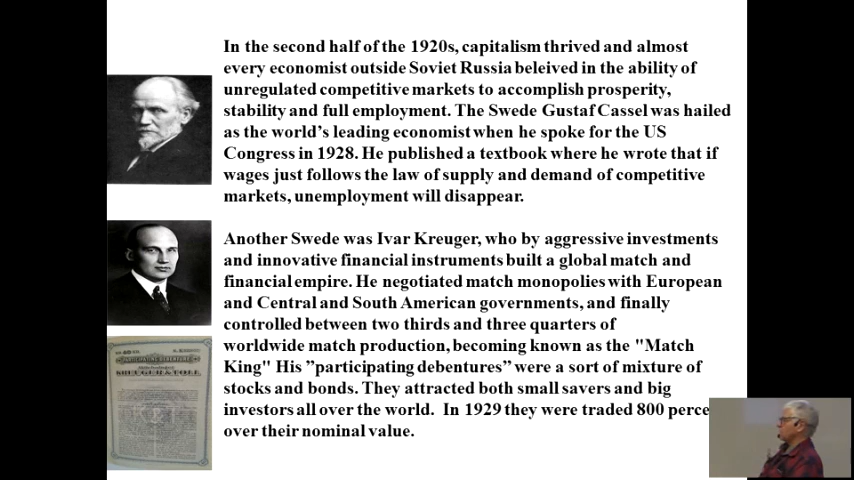 In the second half of the 1920s, capitalism thrived and almost
every economist outside Soviet Russia beleived in the ability of
unregulated competitive markets to accomplish prosperity,
stability and full employment. The Swede Gustaf Cassel was hailed
as the world's leading economist when he spoke for the US
Congress in 1928. He published a textbook where he wrote that if
wages just follows the law of supply and demand of competitive
markets, unemployment will disappear.
Another Swede was Ivar Kreuger, who by aggressive investments
and innovative financial instruments built a global match and
financial empire. He negotiated match monopolies with European
and Central and South American governments, and finally
controlled between two thirds and three quarters of
worldwide match production, becoming known as the "Match
King" His ”participating debentures” were a sort of mixture of
stocks and bonds. They attracted both small savers and big
investors all over the world. In 1929 they were traded 800 perce
over their nominal value.
KREUGER & TOLL